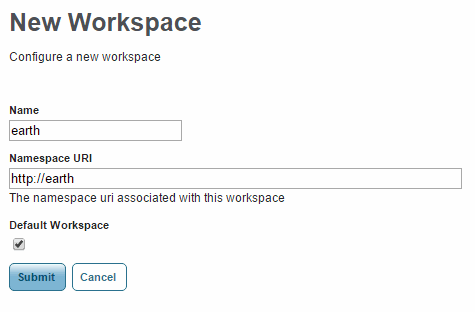 New Workspace
Configure a new workspace
Name
earth
Namespace URI
http://earth
The namespace uri associated with this workspace
Default Workspace
Submit Cancel